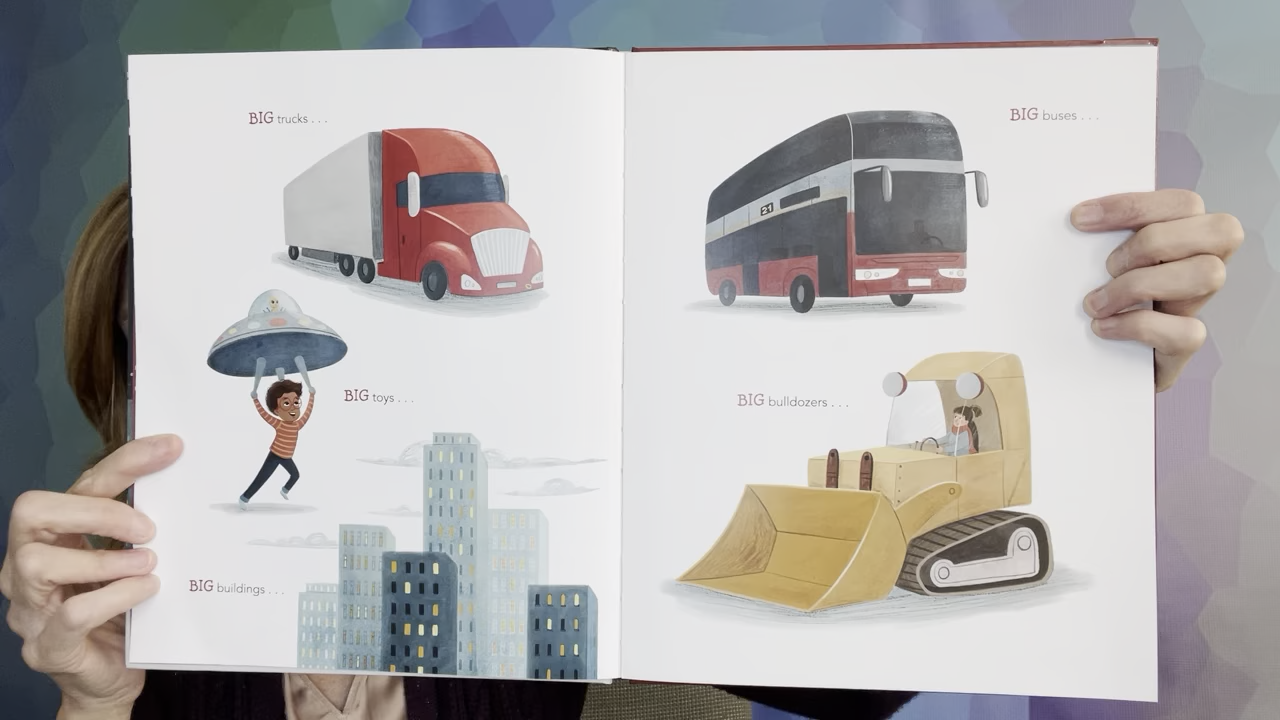 BIG trucks . . .
BIG toys . . .
BIG buildings . . .
BIG buses . . .
21
BIG bulldozers . . .